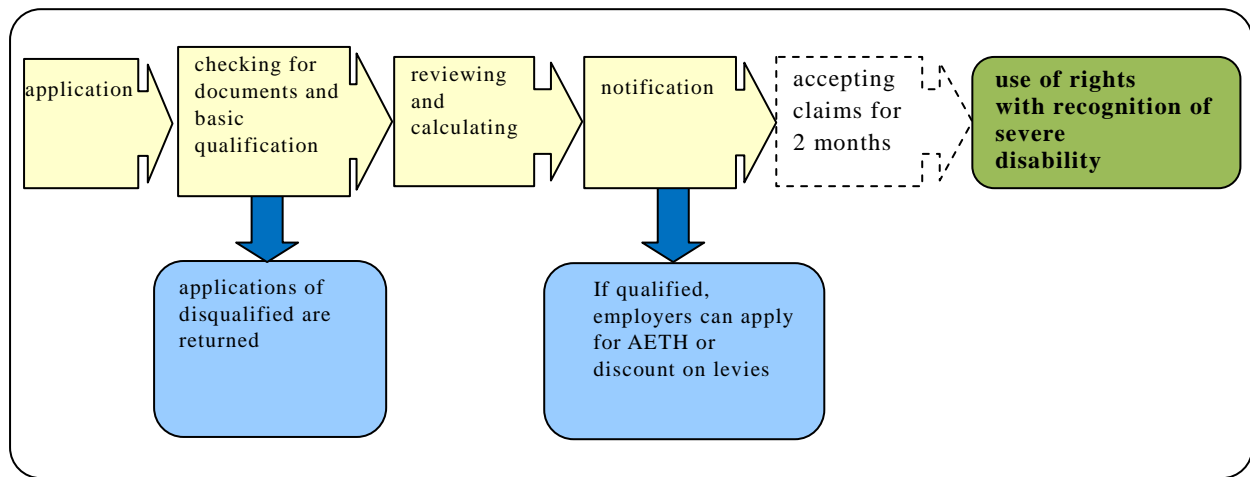 application
checking for
documents and
basic
qualification
reviewing
and
calculating
notification
accepting
claims for
2 months
use of rights
with recognition of
severe
disability
applications of
disqualified are
returned
If qualified,
employers can apply
for AETH or
discount on levies